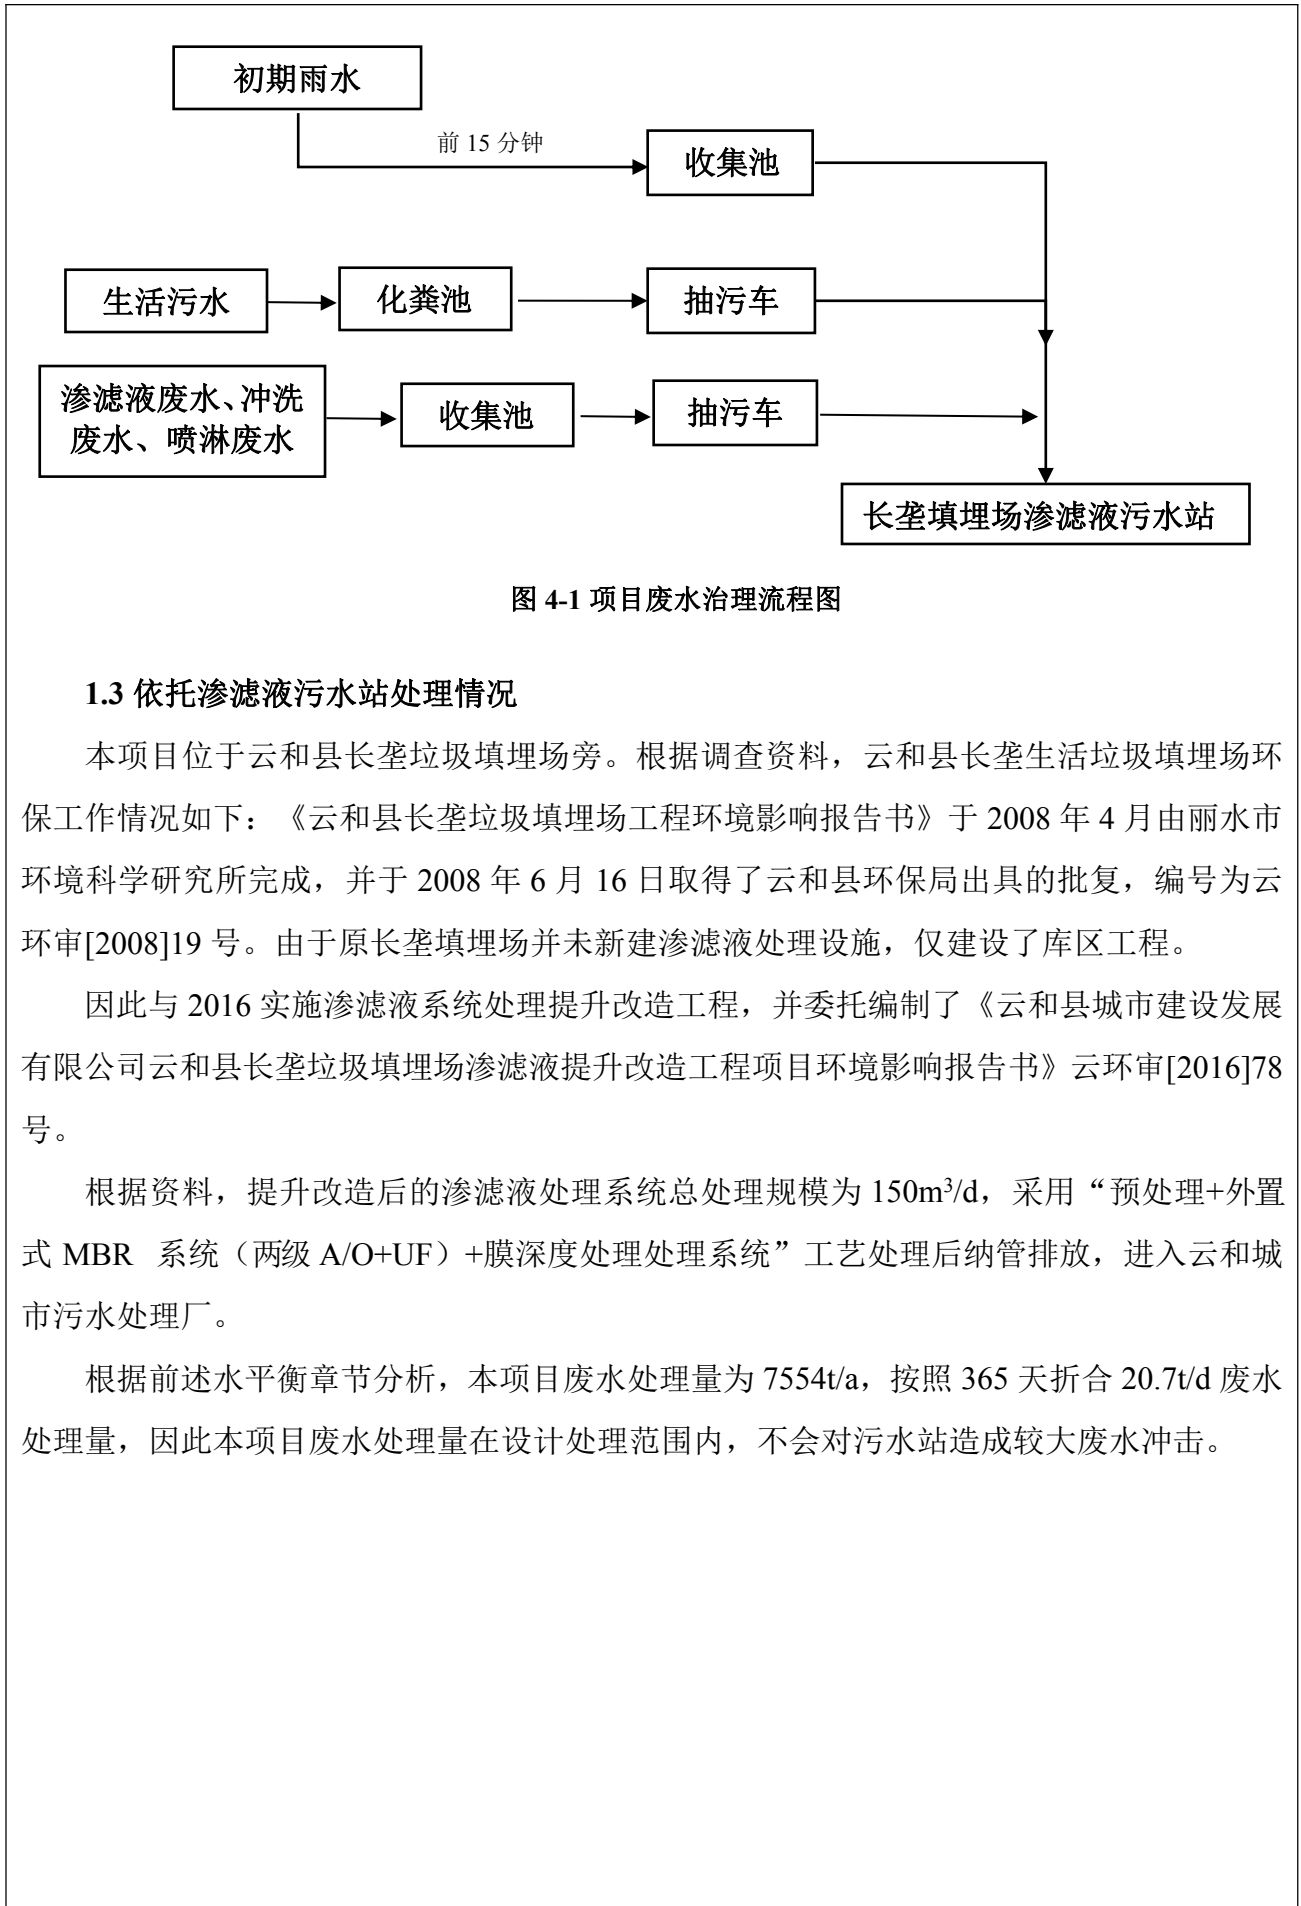 初期雨水
前 15 分钟
收集池
生活污水
化粪池
抽污车
渗滤液废水、冲洗
废水、喷淋废水
收集池
抽污车
长垄填埋场渗滤液污水站
图 4-1 项目废水治理流程图
1.3 依托渗滤液污水站处理情况
本项目位于云和县长垄垃圾填埋场旁。根据调查资料，云和县长垄生活垃圾填埋场环
保工作情况如下：《云和县长垄垃圾填埋场工程环境影响报告书》于 2008 年 4 月由丽水市
环境科学研究所完成，并于 2008 年 6 月 16 日取得了云和县环保局出具的批复，编号为云
环审[2008]19 号。由于原长垄填埋场并未新建渗滤液处理设施，仅建设了库区工程。
因此与 2016 实施渗滤液系统处理提升改造工程，并委托编制了《云和县城市建设发展
有限公司云和县长垄垃圾填埋场渗滤液提升改造工程项目环境影响报告书》云环审[2016]78
号。
根据资料，提升改造后的渗滤液处理系统总处理规模为 150m³/d，采用“预处理+外置
式 MBR 系统（两级 A/O+UF）+膜深度处理处理系统”工艺处理后纳管排放，进入云和城
市污水处理厂。
根据前述水平衡章节分析，本项目废水处理量为 7554t/a，按照 365 天折合 20.7t/d 废水
处理量，因此本项目废水处理量在设计处理范围内，不会对污水站造成较大废水冲击。